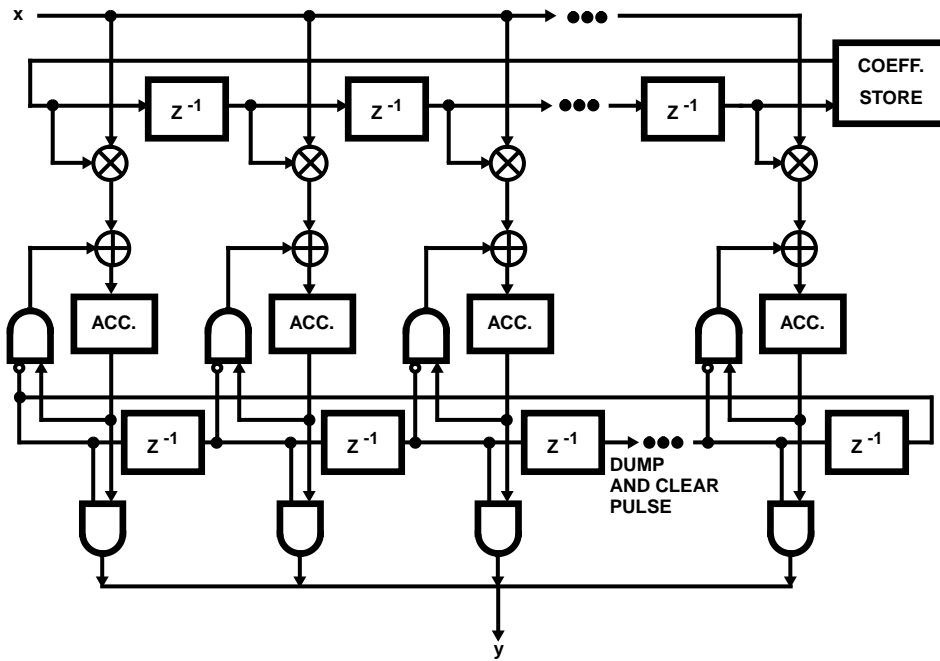 x
COEFF.
STORE
Z⁻¹
Z⁻¹
Z⁻¹
ACC.
ACC.
ACC.
ACC.
Z⁻¹
Z⁻¹
Z⁻¹
Z⁻¹
DUMP
AND CLEAR
PULSE
y